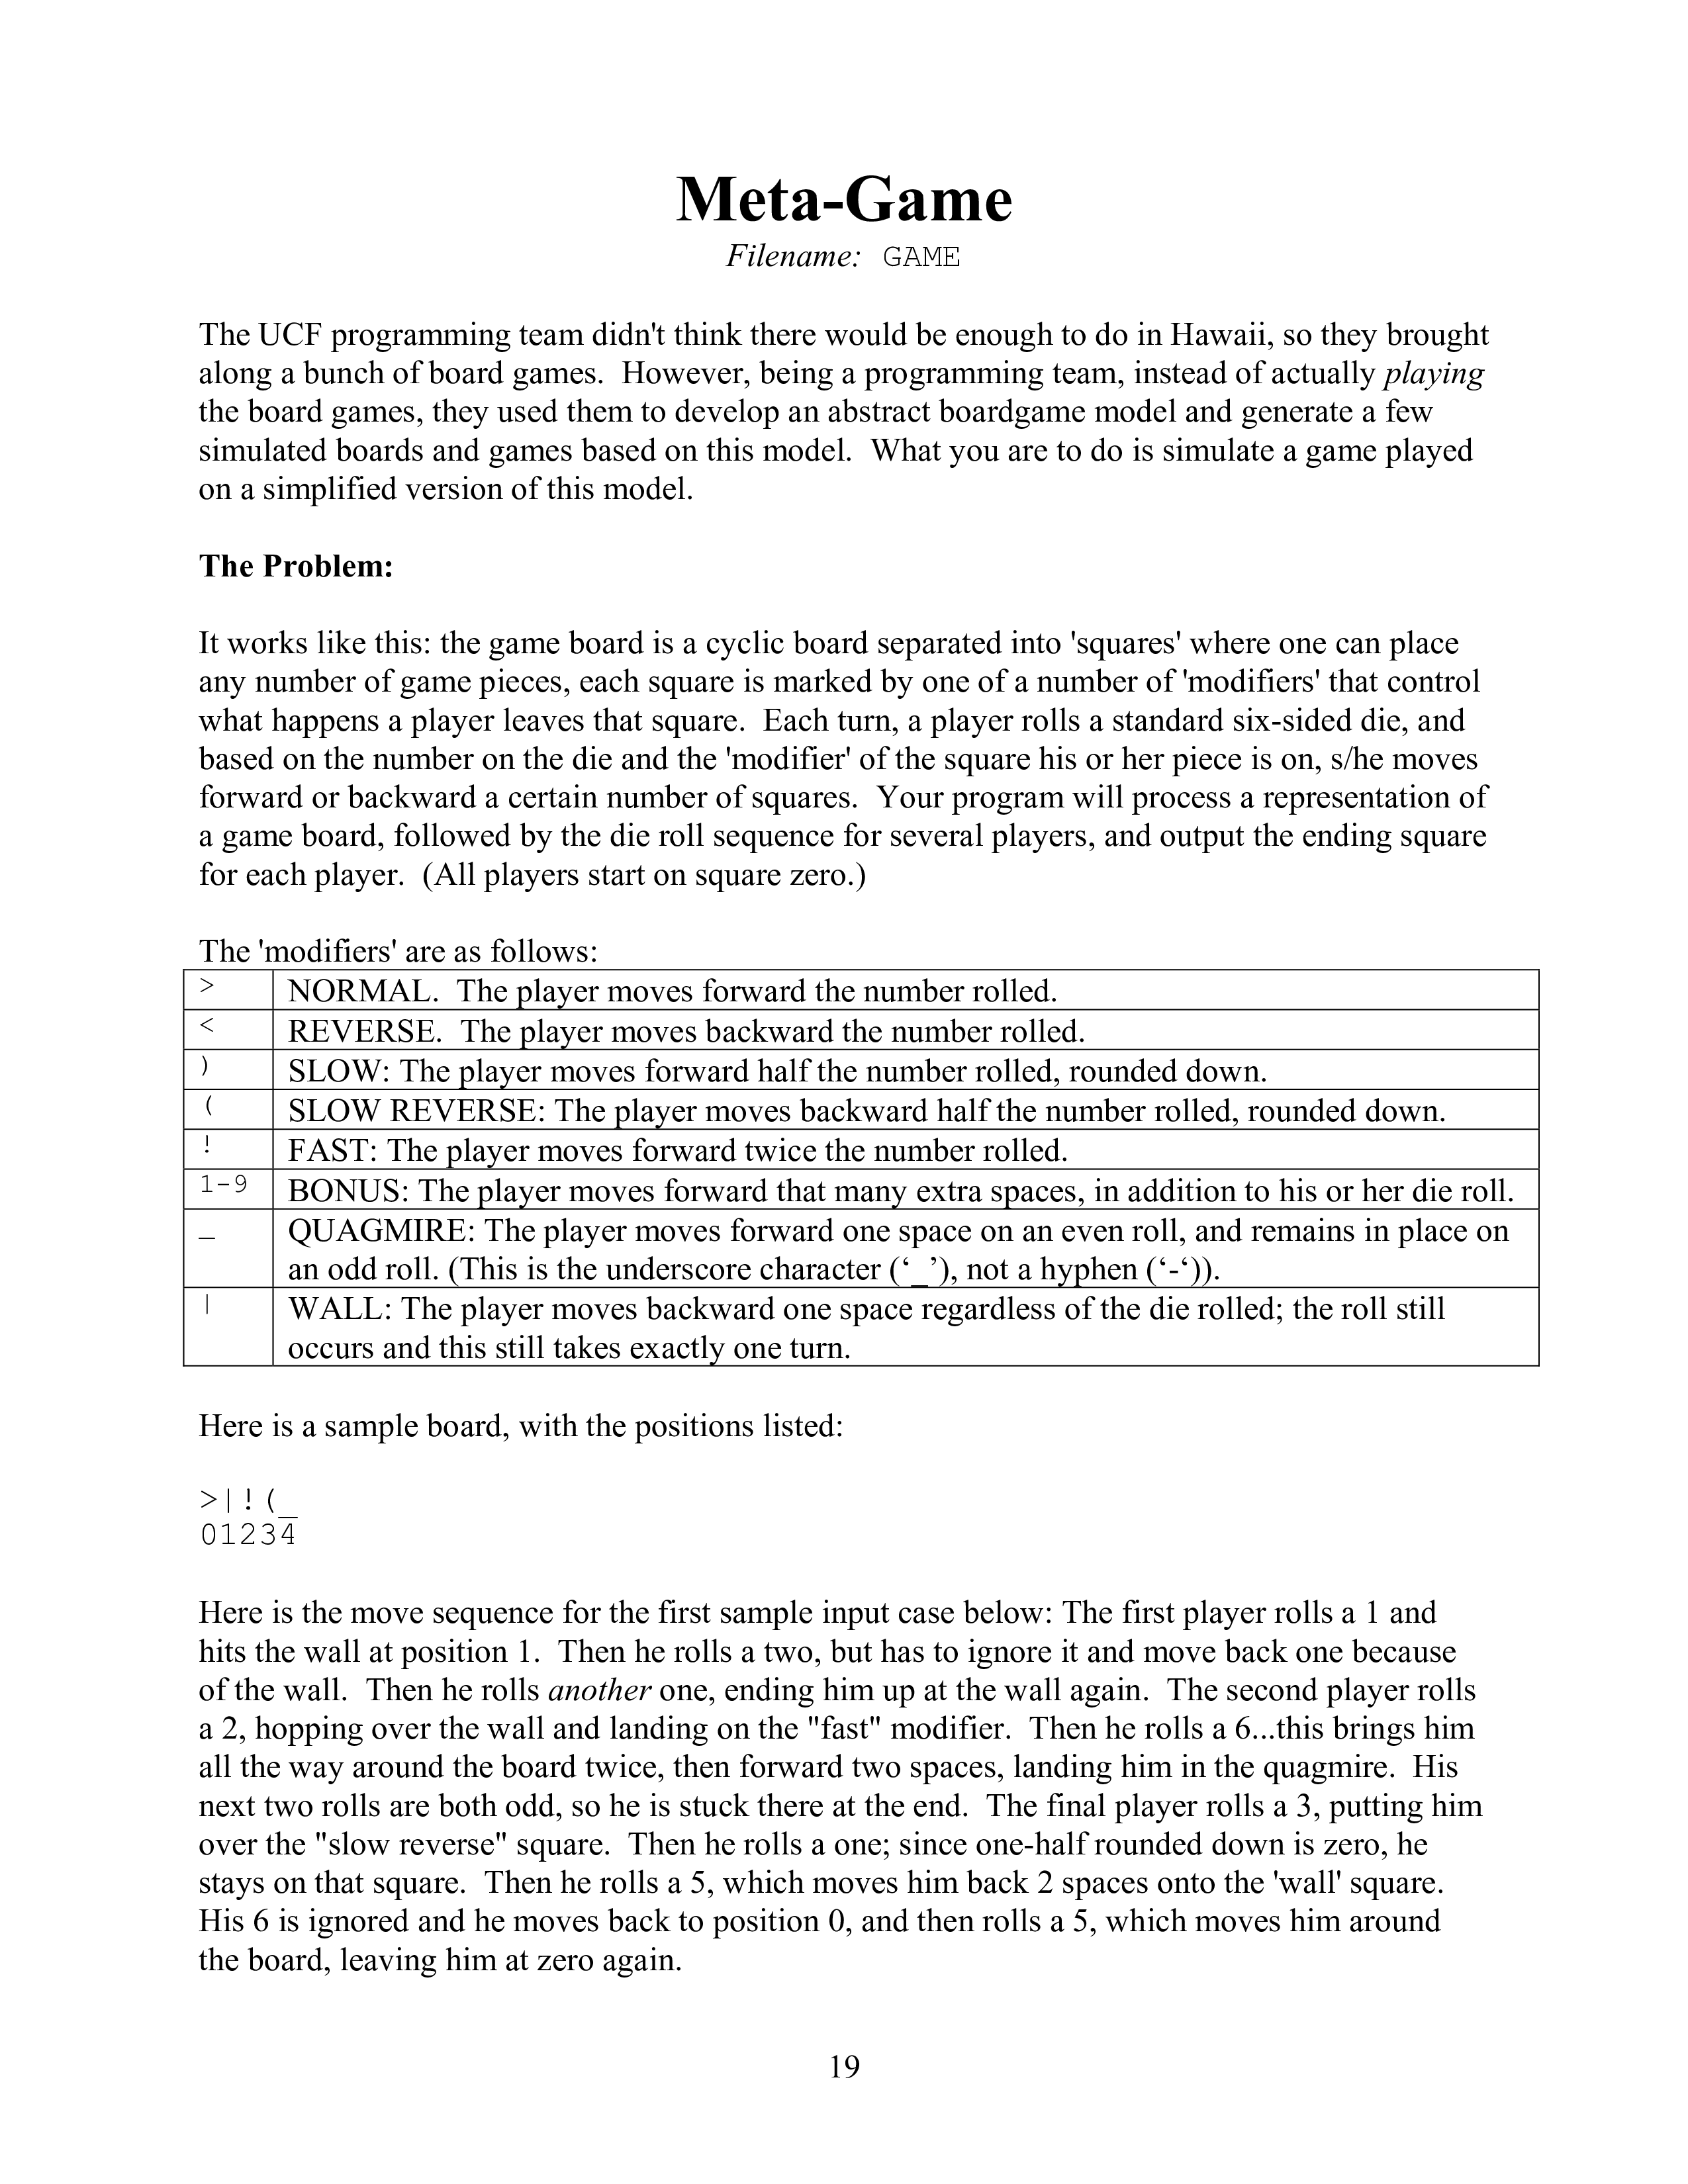 Meta-Game
Filename: GAME
The UCF programming team didn't think there would be enough to do in Hawaii, so they brought
along a bunch of board games. However, being a programming team, instead of actually playing
the board games, they used them to develop an abstract boardgame model and generate a few
simulated boards and games based on this model. What you are to do is simulate a game played
on a simplified version of this model.
The Problem:
It works like this: the game board is a cyclic board separated into 'squares' where one can place
any number of game pieces, each square is marked by one of a number of 'modifiers' that control
what happens a player leaves that square. Each turn, a player rolls a standard six-sided die, and
based on the number on the die and the 'modifier' of the square his or her piece is on, s/he moves
forward or backward a certain number of squares. Your program will process a representation of
a game board, followed by the die roll sequence for several players, and output the ending square
for each player. (All players start on square zero.)
The 'modifiers' are as follows:
> NORMAL. The player moves forward the number rolled.
< REVERSE. The player moves backward the number rolled.
) SLOW: The player moves forward half the number rolled, rounded down.
( SLOW REVERSE: The player moves backward half the number rolled, rounded down.
! FAST: The player moves forward twice the number rolled.
1-9 BONUS: The player moves forward that many extra spaces, in addition to his or her die roll.
_ QUAGMIRE: The player moves forward one space on an even roll, and remains in place on
an odd roll. (This is the underscore character (‘_’), not a hyphen (‘-‘)).
| WALL: The player moves backward one space regardless of the die rolled; the roll still
occurs and this still takes exactly one turn.
Here is a sample board, with the positions listed:
>|!(_
01234
Here is the move sequence for the first sample input case below: The first player rolls a 1 and
hits the wall at position 1. Then he rolls a two, but has to ignore it and move back one because
of the wall. Then he rolls another one, ending him up at the wall again. The second player rolls
a 2, hopping over the wall and landing on the "fast" modifier. Then he rolls a 6...this brings him
all the way around the board twice, then forward two spaces, landing him in the quagmire. His
next two rolls are both odd, so he is stuck there at the end. The final player rolls a 3, putting him
over the "slow reverse" square. Then he rolls a one; since one-half rounded down is zero, he
stays on that square. Then he rolls a 5, which moves him back 2 spaces onto the 'wall' square.
His 6 is ignored and he moves back to position 0, and then rolls a 5, which moves him around
the board, leaving him at zero again.
19